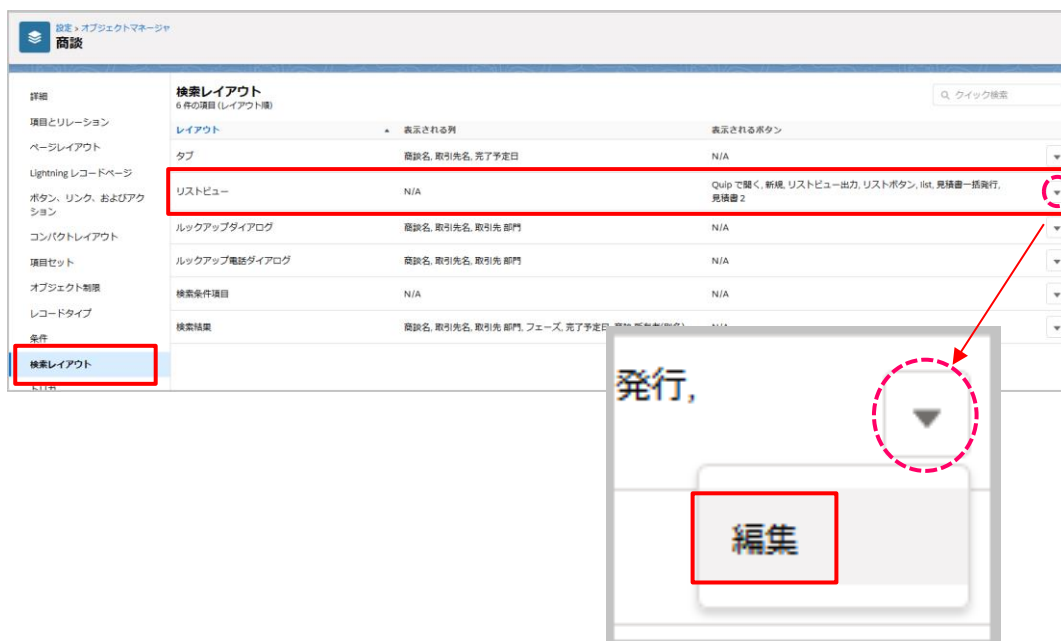 設定 > オブジェクトマネージャ
商談
詳細
項目とリレーション
ページレイアウト
Lightning レコードページ
ボタン、リンク、およびアク
ション
コンパクトレイアウト
項目セット
オブジェクト制限
レコードタイプ
条件
検索レイアウト
トリガ
検索レイアウト
6 件の項目 (レイアウト順)
クイック検索
レイアウト 表示される列 表示されるボタン
タブ 商談名, 取引先名, 完了予定日 N/A
リストビュー N/A Quip で開く, 新規, リストビュー出力, リストボタン, list, 見積書一括発行,
見積書 2
ルックアップダイアログ 商談名, 取引先名, 取引先 部門 N/A
ルックアップ電話ダイアログ 商談名, 取引先名, 取引先 部門 N/A
検索条件項目 N/A N/A
検索結果 商談名, 取引先名, 取引先 部門, フェーズ, 完了予定日
発行,
編集